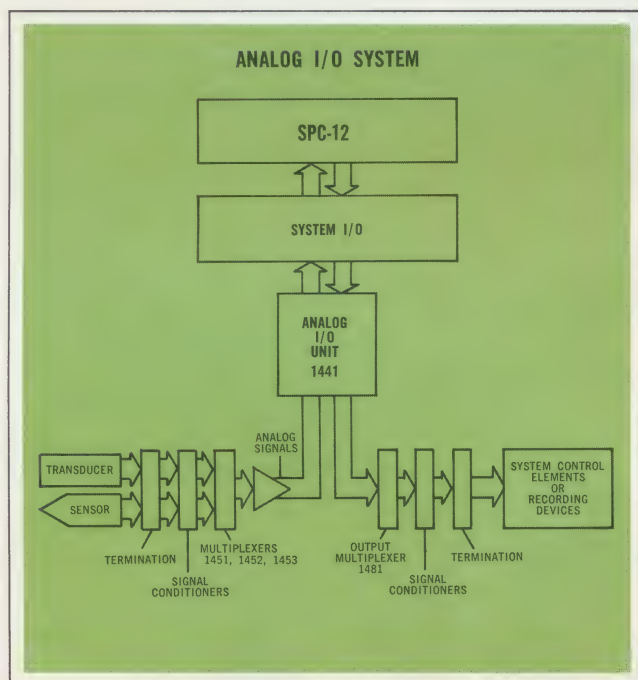 ANALOG I/O SYSTEM
SPC-12
SYSTEM I/O
ANALOG
I/O
UNIT
1441
ANALOG
SIGNALS
TRANSDUCER
SENSOR
TERMINATION
SIGNAL
CONDITIONERS
MULTIPLEXERS
1451, 1452, 1453
OUTPUT
MULTIPLEXER
1481
SIGNAL
CONDITIONERS
TERMINATION
SYSTEM CONTROL
ELEMENTS
OR
RECORDING
DEVICES